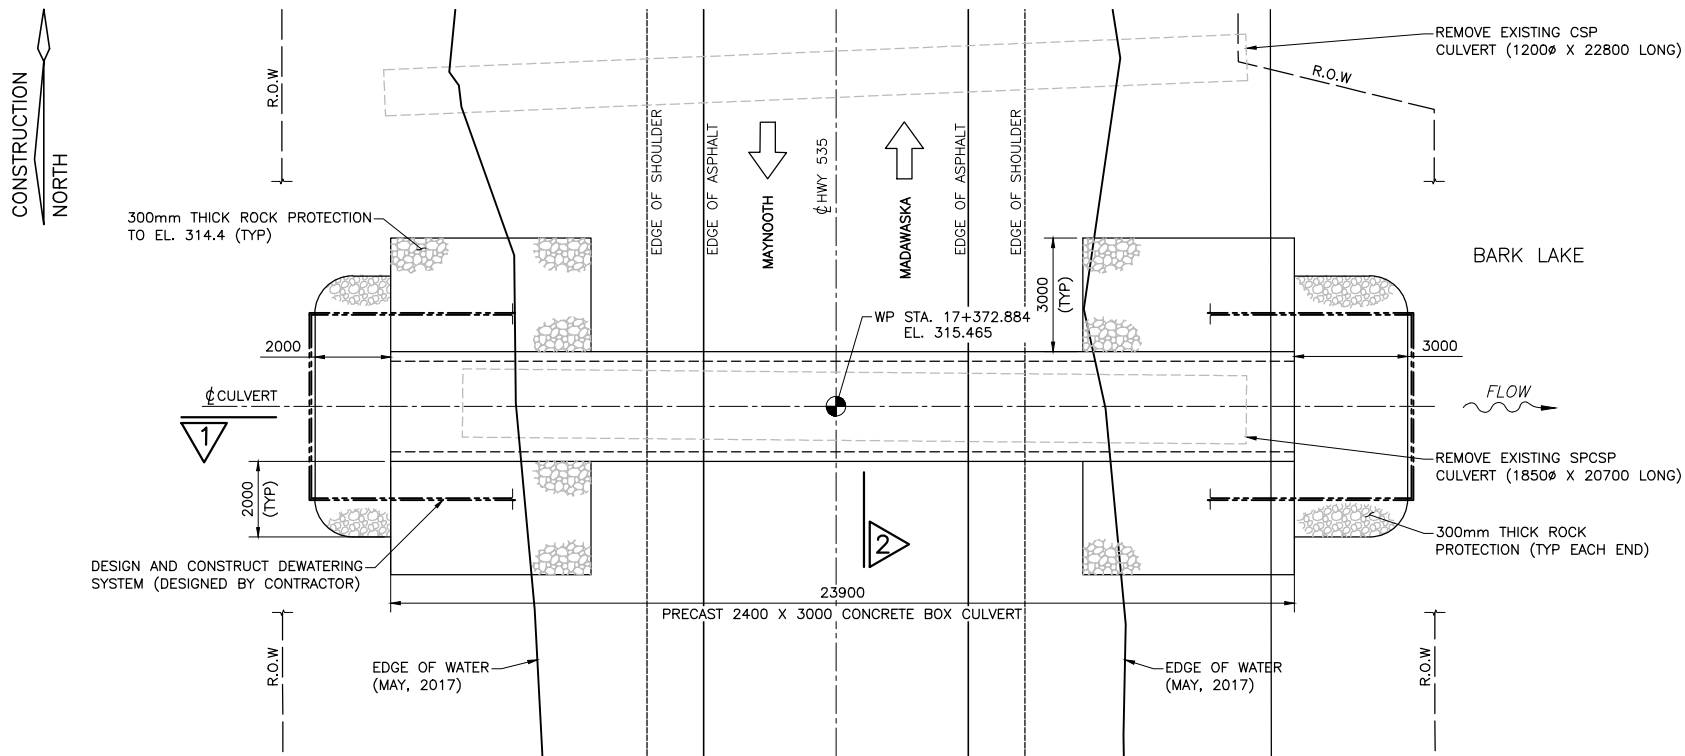 CONSTRUCTION
NORTH
R.O.W
REMOVE EXISTING CSP
CULVERT (1200ø X 22800 LONG)
R.O.W
EDGE OF SHOULDER
EDGE OF ASPHALT
MAYNOOTH
℄ HWY 535
MADAWASKA
EDGE OF ASPHALT
EDGE OF SHOULDER
300mm THICK ROCK PROTECTION
TO EL. 314.4 (TYP)
BARK LAKE
3000
(TYP)
WP STA. 17+372.884
EL. 315.465
2000
3000
℄ CULVERT
FLOW
1
2000
(TYP)
REMOVE EXISTING SPCSP
CULVERT (1850ø X 20700 LONG)
2
300mm THICK ROCK
PROTECTION (TYP EACH END)
DESIGN AND CONSTRUCT DEWATERING
SYSTEM (DESIGNED BY CONTRACTOR)
23900
PRECAST 2400 X 3000 CONCRETE BOX CULVERT
R.O.W
EDGE OF WATER
(MAY, 2017)
EDGE OF WATER
(MAY, 2017)
R.O.W